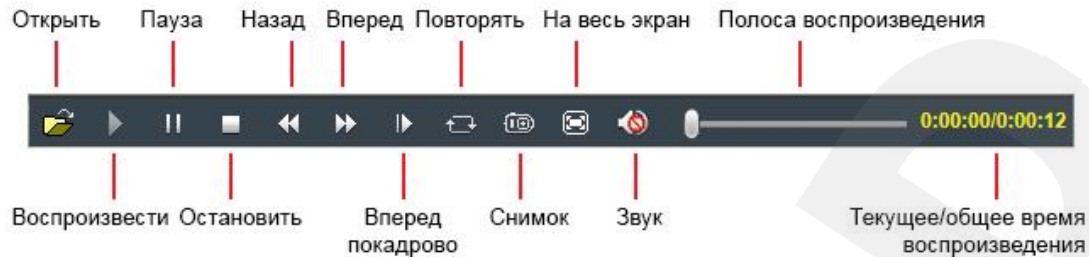 Открыть Пауза Назад Вперед Повторять На весь экран Полоса воспроизведения
0:00:00/0:00:12
Воспроизвести Остановить Вперед покадрово Снимок Звук Текущее/общее время воспроизведения